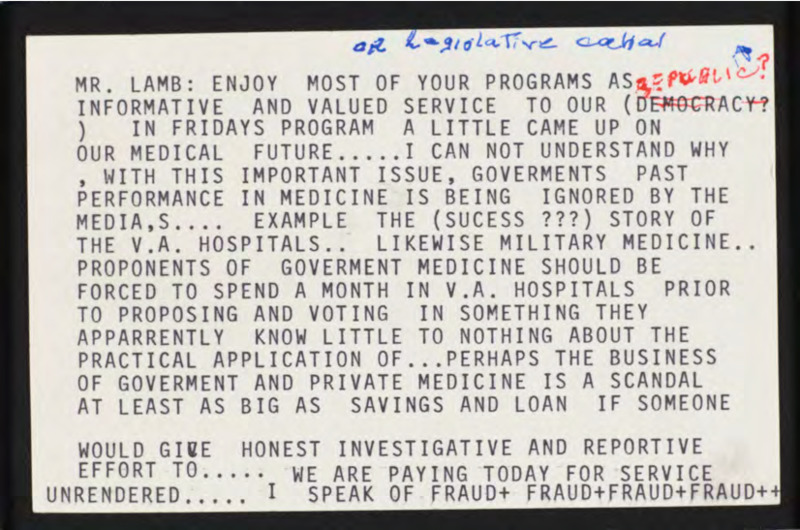 or Legislative cabal
MR. LAMB: ENJOY MOST OF YOUR PROGRAMS AS REPUBLIC?
INFORMATIVE AND VALUED SERVICE TO OUR (DEMOCRACY?
) IN FRIDAYS PROGRAM A LITTLE CAME UP ON
OUR MEDICAL FUTURE.....I CAN NOT UNDERSTAND WHY
, WITH THIS IMPORTANT ISSUE, GOVERMENTS PAST
PERFORMANCE IN MEDICINE IS BEING IGNORED BY THE
MEDIA,S.... EXAMPLE THE (SUCESS ???) STORY OF
THE V.A. HOSPITALS.. LIKEWISE MILITARY MEDICINE..
PROPONENTS OF GOVERMENT MEDICINE SHOULD BE
FORCED TO SPEND A MONTH IN V.A. HOSPITALS PRIOR
TO PROPOSING AND VOTING IN SOMETHING THEY
APPARRENTLY KNOW LITTLE TO NOTHING ABOUT THE
PRACTICAL APPLICATION OF...PERHAPS THE BUSINESS
OF GOVERMENT AND PRIVATE MEDICINE IS A SCANDAL
AT LEAST AS BIG AS SAVINGS AND LOAN IF SOMEONE
WOULD GIVE HONEST INVESTIGATIVE AND REPORTIVE
EFFORT TO..... WE ARE PAYING TODAY FOR SERVICE
UNRENDERED..... I SPEAK OF FRAUD+ FRAUD+FRAUD+FRAUD++